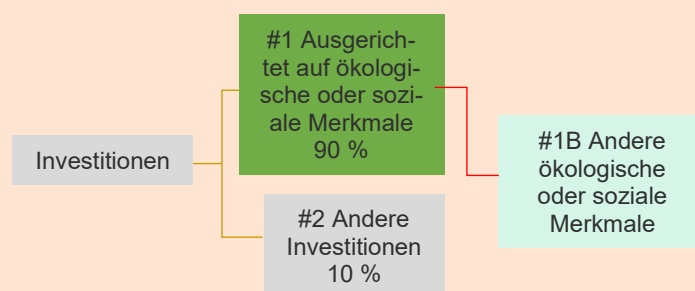 Investitionen
#1 Ausgerich-
tet auf ökologi-
sche oder sozi-
ale Merkmale
90 %
#2 Andere
Investitionen
10 %
#1B Andere
ökologische
oder soziale
Merkmale